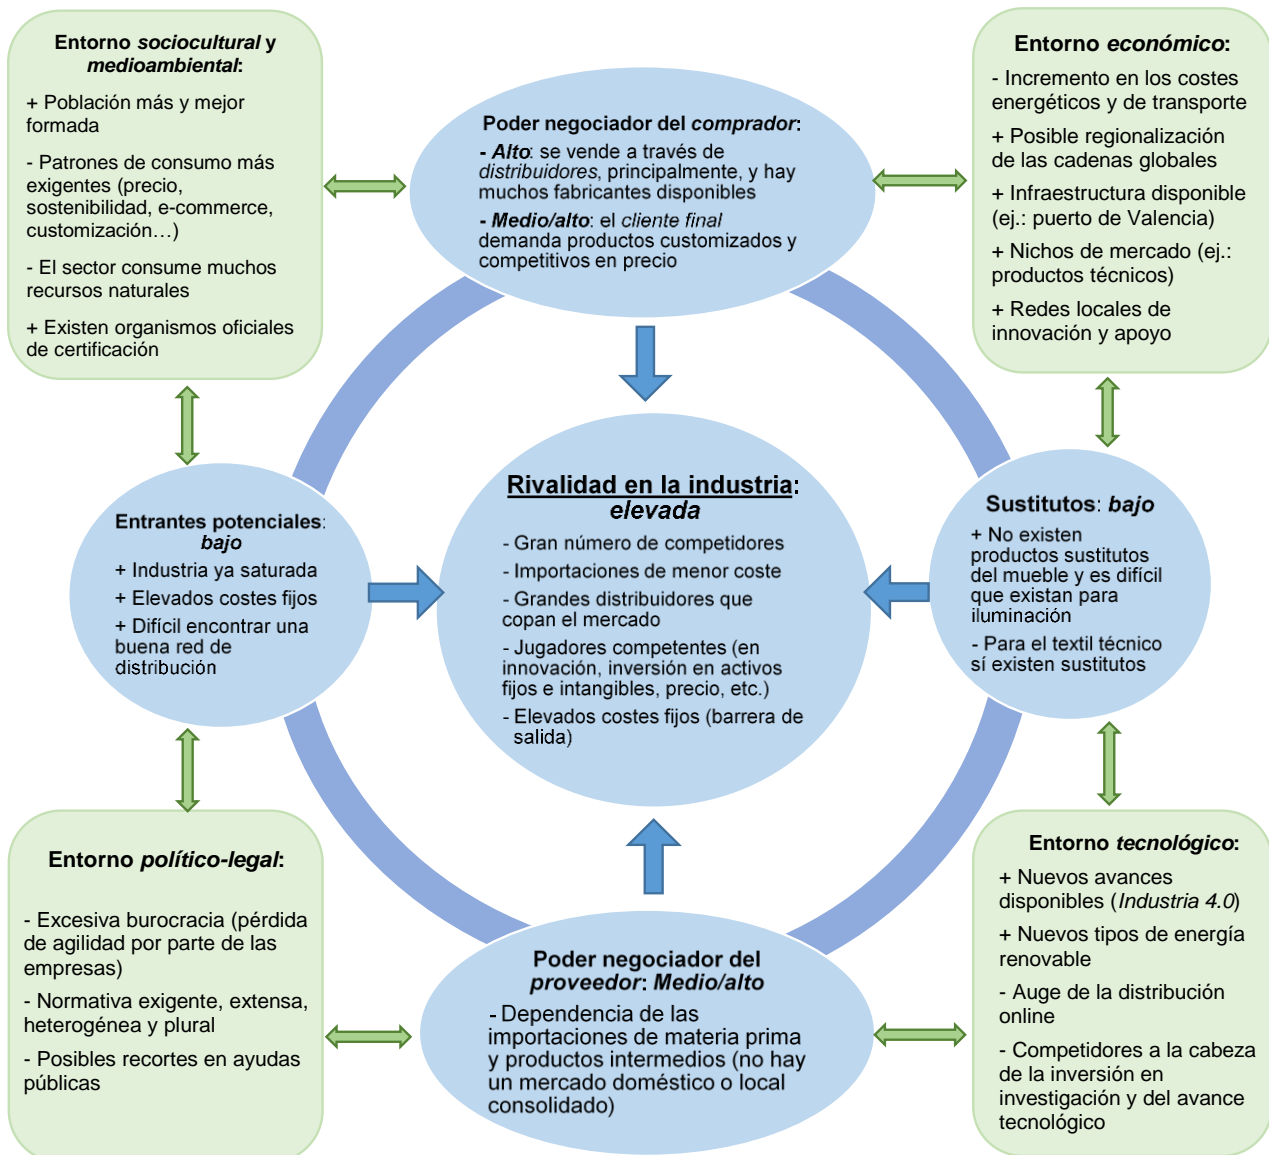 Entorno sociocultural y
medioambiental:
+ Población más y mejor
formada
- Patrones de consumo más
exigentes (precio,
sostenibilidad, e-commerce,
customización…)
- El sector consume muchos
recursos naturales
+ Existen organismos oficiales
de certificación
Poder negociador del comprador:
- Alto: se vende a través de
distribuidores, principalmente, y hay
muchos fabricantes disponibles
- Medio/alto: el cliente final
demanda productos customizados y
competitivos en precio
Entorno económico:
- Incremento en los costes
energéticos y de transporte
+ Posible regionalización
de las cadenas globales
+ Infraestructura disponible
(ej.: puerto de Valencia)
+ Nichos de mercado (ej.:
productos técnicos)
+ Redes locales de
innovación y apoyo
Entrantes potenciales:
bajo
+ Industria ya saturada
+ Elevados costes fijos
+ Difícil encontrar una
buena red de
distribución
Rivalidad en la industria:
elevada
- Gran número de competidores
- Importaciones de menor coste
- Grandes distribuidores que
copan el mercado
- Jugadores competentes (en
innovación, inversión en activos
fijos e intangibles, precio, etc.)
- Elevados costes fijos (barrera de
salida)
Sustitutos: bajo
+ No existen
productos sustitutos
del mueble y es difícil
que existan para
iluminación
- Para el textil técnico
sí existen sustitutos
Entorno político-legal:
- Excesiva burocracia (pérdida
de agilidad por parte de las
empresas)
- Normativa exigente, extensa,
heterogénea y plural
- Posibles recortes en ayudas
públicas
Poder negociador del
proveedor: Medio/alto
- Dependencia de las
importaciones de materia prima
y productos intermedios (no hay
un mercado doméstico o local
consolidado)
Entorno tecnológico:
+ Nuevos avances
disponibles (Industria 4.0)
+ Nuevos tipos de energía
renovable
- Auge de la distribución
online
- Competidores a la cabeza
de la inversión en
investigación y del avance
tecnológico